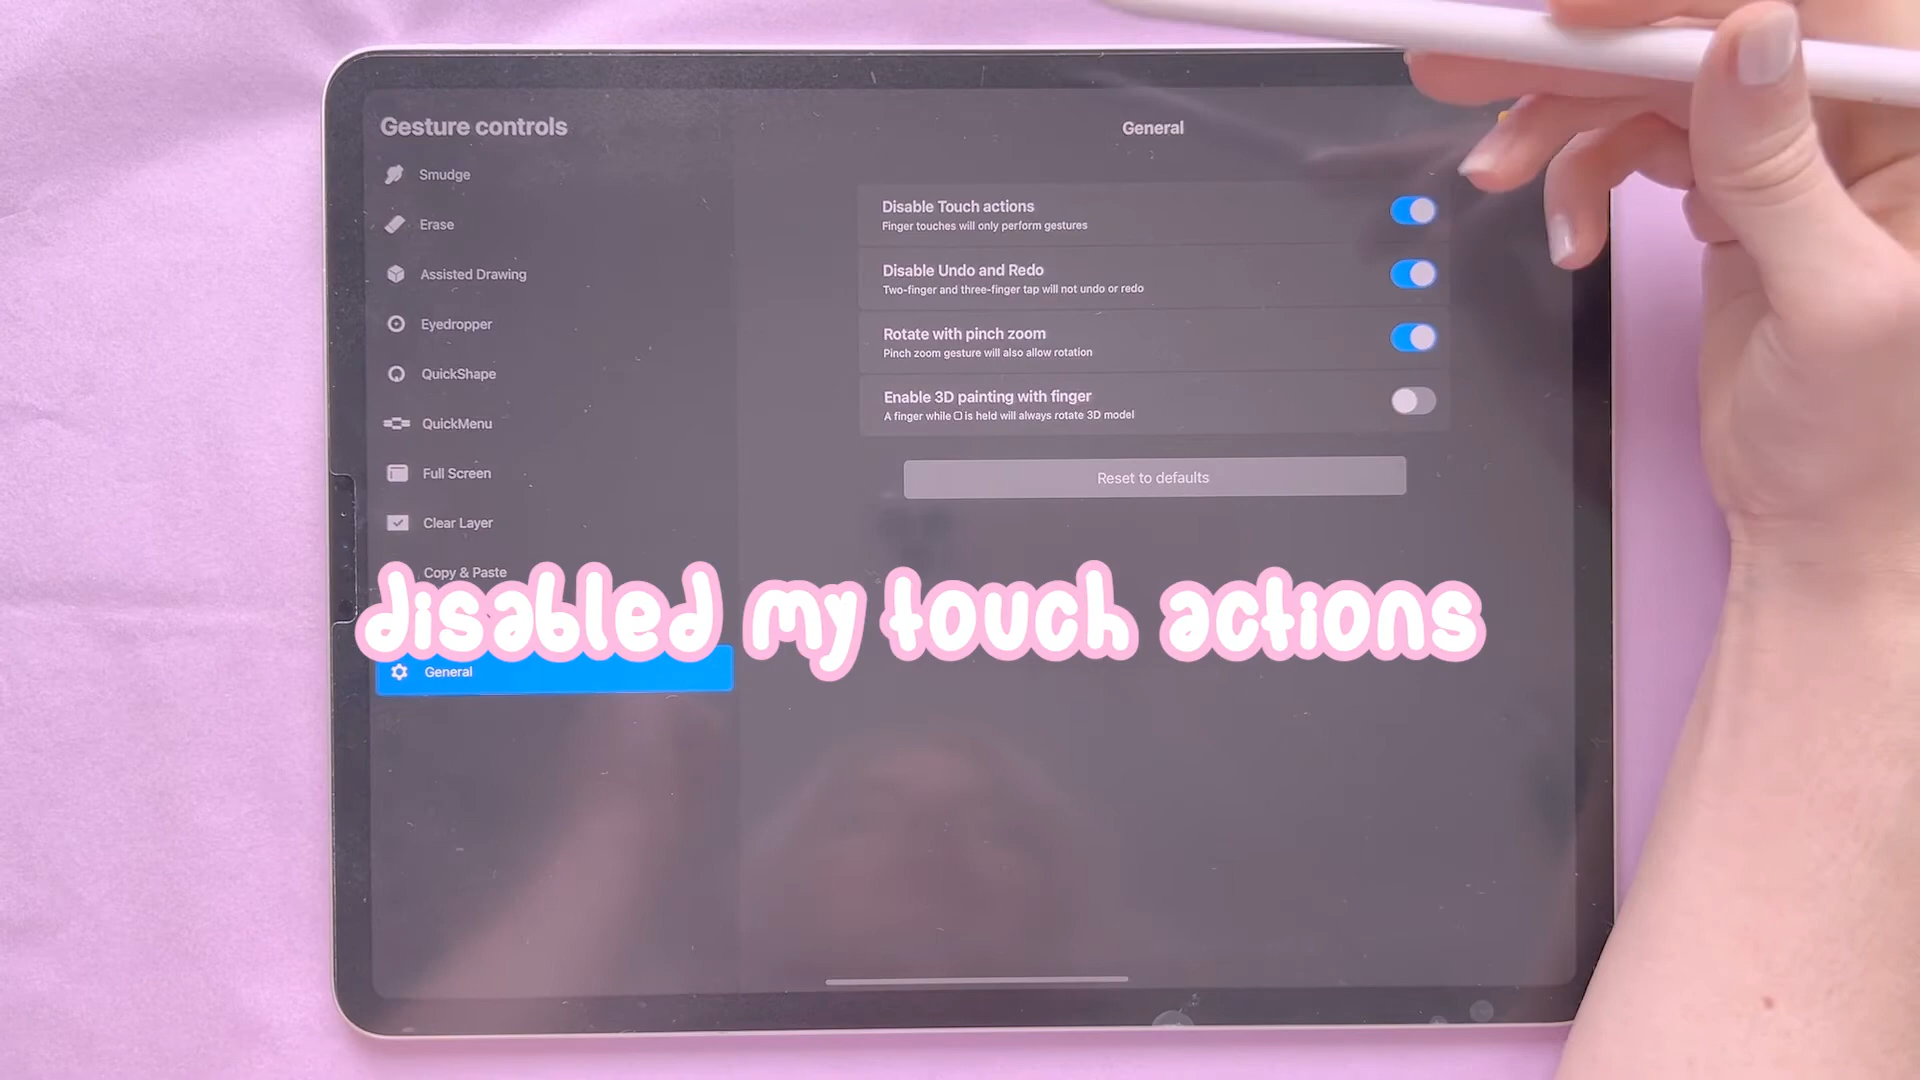 Gesture controls
Smudge
Erase
Assisted Drawing
Eyedropper
QuickShape
QuickMenu
Full Screen
Clear Layer
Copy & Paste
General
General
Disable Touch actions
Finger touches will only perform gestures
Disable Undo and Redo
Two-finger and three-finger tap will not undo or redo
Rotate with pinch zoom
Pinch zoom gesture will also allow rotation
Enable 3D painting with finger
A finger while is held will always rotate 3D model
Reset to defaults
disabled my touch actions